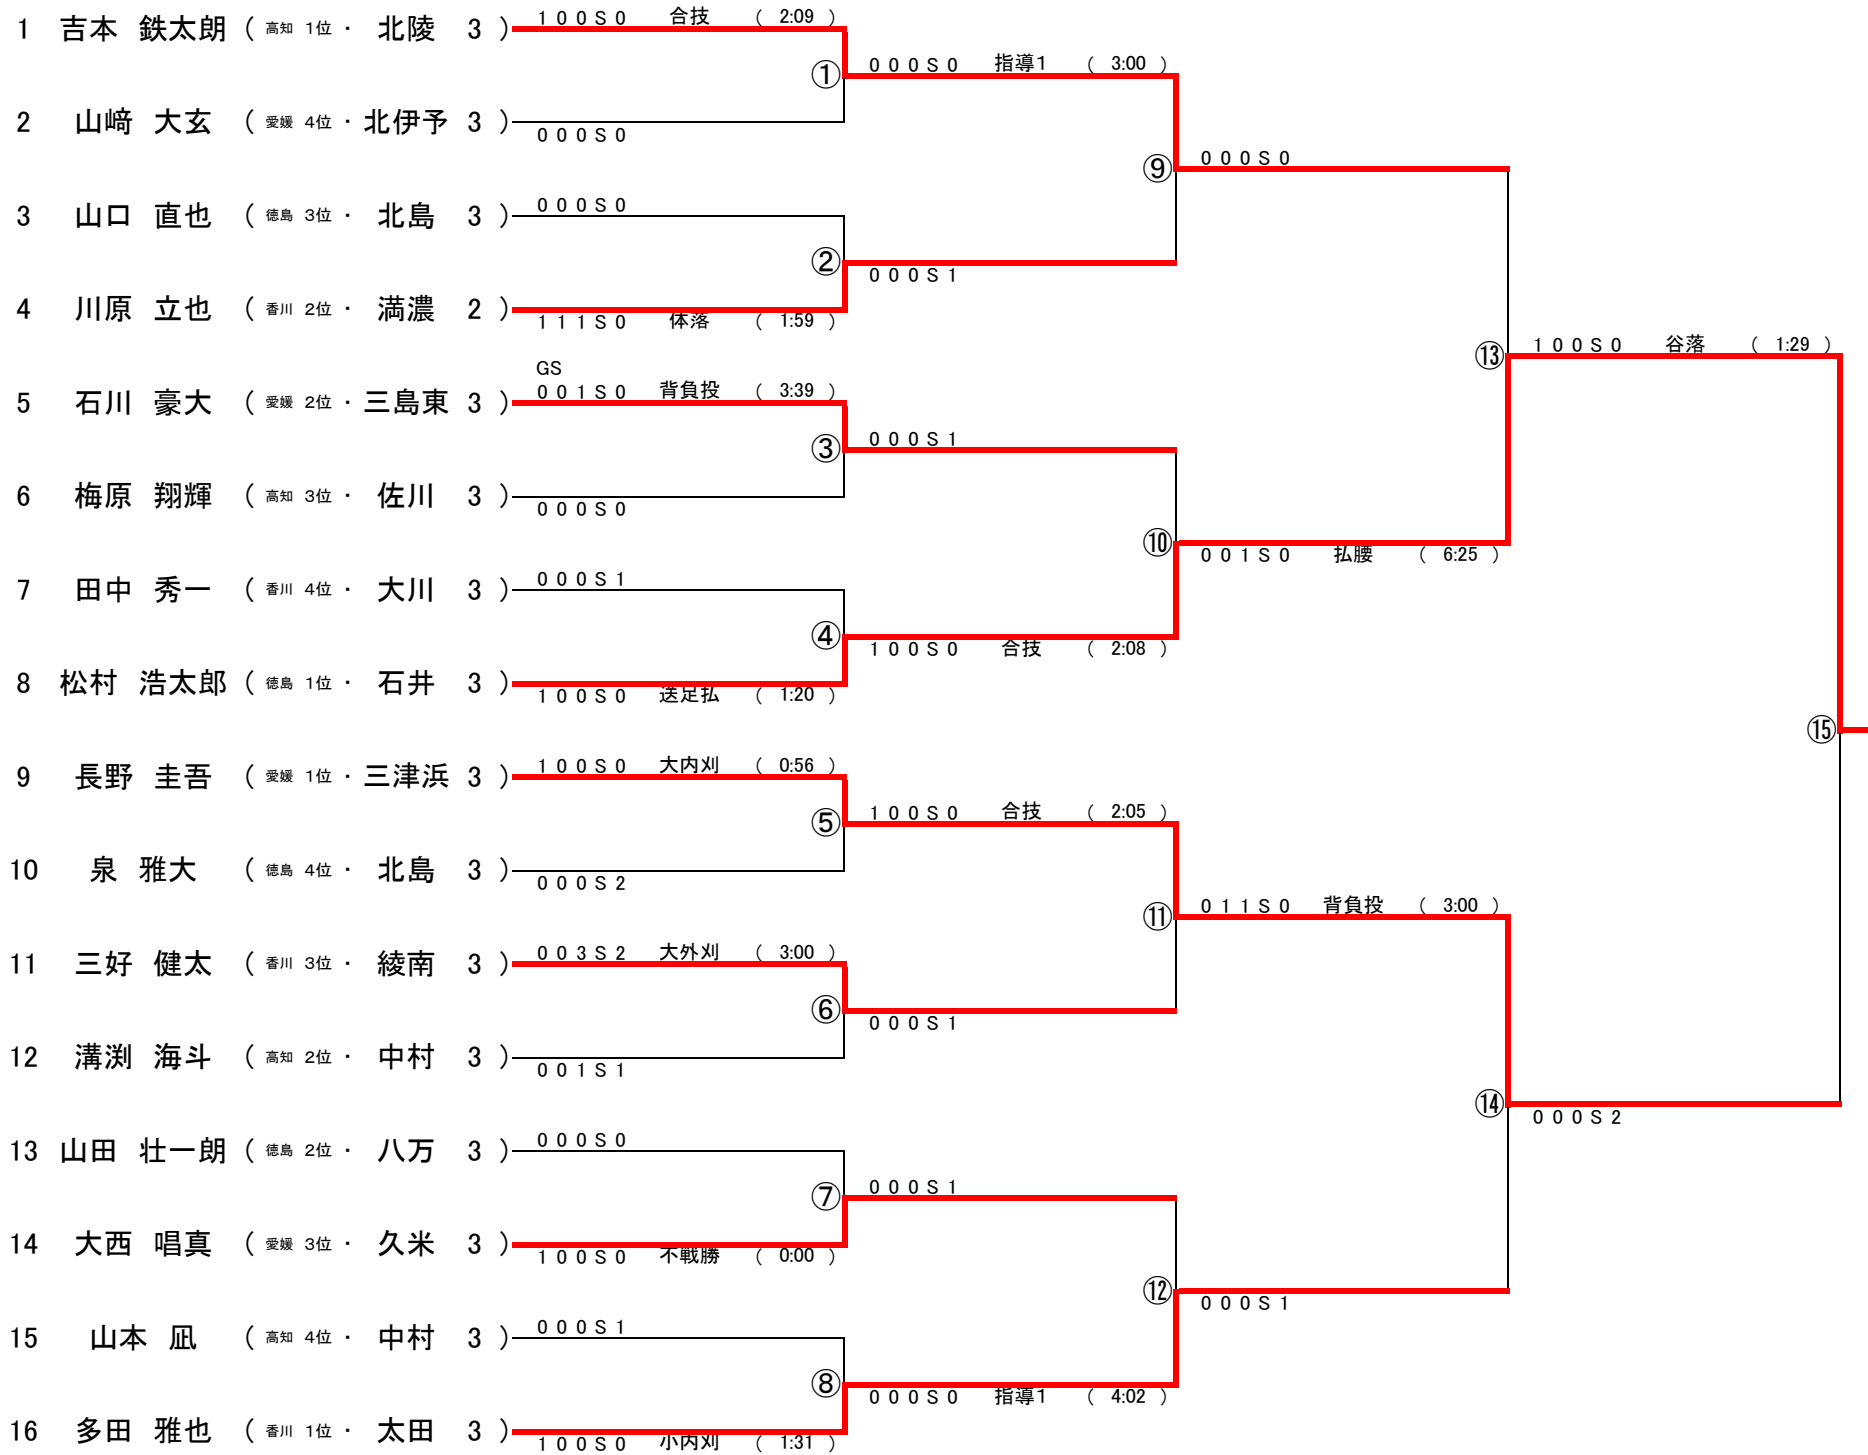 1 吉本 鉄太朗 ( 高知 1位 ・ 北陵 3 ) 1 0 0 S 0 合技 ( 2:09 )
① 0 0 0 S 0 指導1 ( 3:00 )
2 山﨑 大玄 ( 愛媛 4位 ・ 北伊予 3 ) 0 0 0 S 0
⑨ 0 0 0 S 0
3 山口 直也 ( 徳島 3位 ・ 北島 3 ) 0 0 0 S 0
② 0 0 0 S 1
4 川原 立也 ( 香川 2位 ・ 満濃 2 ) 1 1 1 S 0 体落 ( 1:59 )
⑬ 1 0 0 S 0 谷落 ( 1:29 )
GS
5 石川 豪大 ( 愛媛 2位 ・ 三島東 3 ) 0 0 1 S 0 背負投 ( 3:39 )
③ 0 0 0 S 1
6 梅原 翔輝 ( 高知 3位 ・ 佐川 3 ) 0 0 0 S 0
⑩ 0 0 1 S 0 払腰 ( 6:25 )
7 田中 秀一 ( 香川 4位 ・ 大川 3 ) 0 0 0 S 1
④ 1 0 0 S 0 合技 ( 2:08 )
8 松村 浩太郎 ( 徳島 1位 ・ 石井 3 ) 1 0 0 S 0 送足払 ( 1:20 )
⑮
9 長野 圭吾 ( 愛媛 1位 ・ 三津浜 3 ) 1 0 0 S 0 大内刈 ( 0:56 )
⑤ 1 0 0 S 0 合技 ( 2:05 )
10 泉 雅大 ( 徳島 4位 ・ 北島 3 ) 0 0 0 S 2
⑪ 0 1 1 S 0 背負投 ( 3:00 )
11 三好 健太 ( 香川 3位 ・ 綾南 3 ) 0 0 3 S 2 大外刈 ( 3:00 )
⑥ 0 0 0 S 1
12 溝渕 海斗 ( 高知 2位 ・ 中村 3 ) 0 0 1 S 1
⑭ 0 0 0 S 2
13 山田 壮一朗 ( 徳島 2位 ・ 八万 3 ) 0 0 0 S 0
⑦ 0 0 0 S 1
14 大西 唱真 ( 愛媛 3位 ・ 久米 3 ) 1 0 0 S 0 不戦勝 ( 0:00 )
⑫ 0 0 0 S 1
15 山本 凪 ( 高知 4位 ・ 中村 3 ) 0 0 0 S 1
⑧ 0 0 0 S 0 指導1 ( 4:02 )
16 多田 雅也 ( 香川 1位 ・ 太田 3 ) 1 0 0 S 0 小内刈 ( 1:31 )